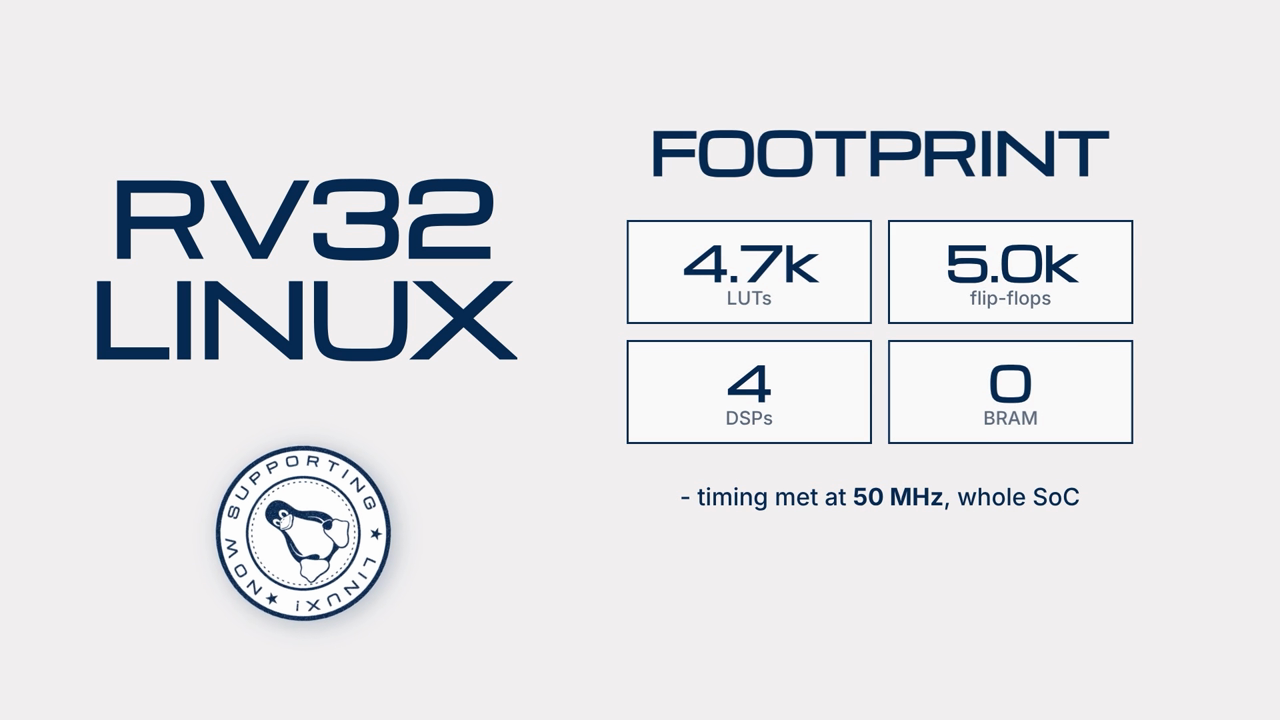 RV32
LINUX
NOW SUPPORTING LINUX!
FOOTPRINT
4.7k
LUTs
5.0k
flip-flops
4
DSPs
0
BRAM
- timing met at 50 MHz, whole SoC